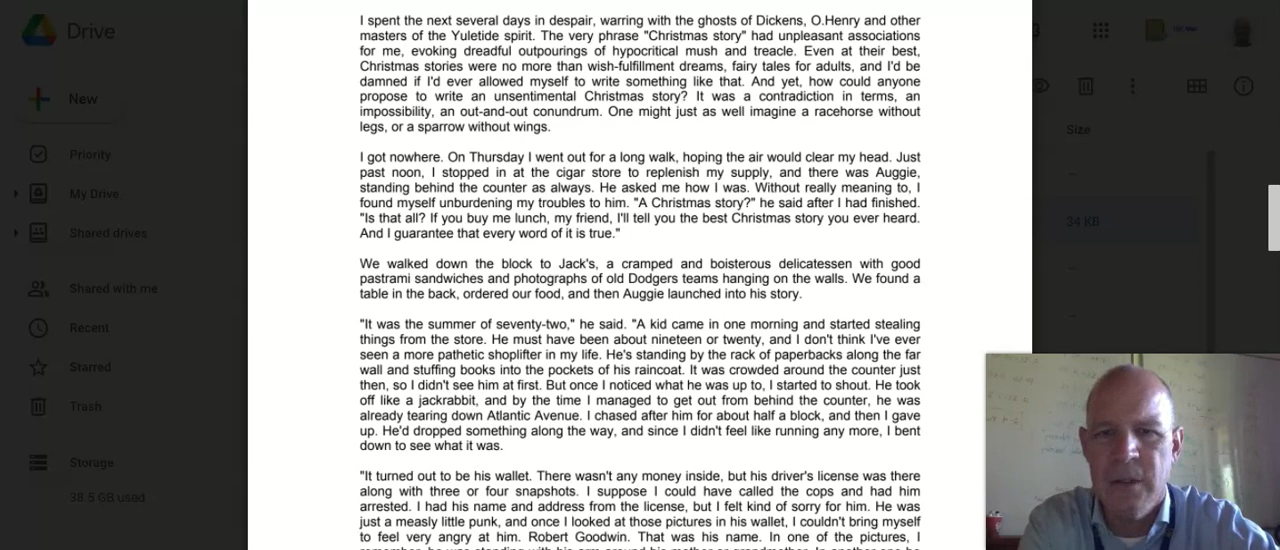 Drive
New
Priority
My Drive
Shared drives
Shared with me
Recent
Starred
Trash
Storage
38.5 GB used
I spent the next several days in despair, warring with the ghosts of Dickens, O.Henry and other
masters of the Yuletide spirit. The very phrase "Christmas story" had unpleasant associations
for me, evoking dreadful outpourings of hypocritical mush and treacle. Even at their best,
Christmas stories were no more than wish-fulfillment dreams, fairy tales for adults, and I'd be
damned if I'd ever allowed myself to write something like that. And yet, how could anyone
propose to write an unsentimental Christmas story? It was a contradiction in terms, an
impossibility, an out-and-out conundrum. One might just as well imagine a racehorse without
legs, or a sparrow without wings.
I got nowhere. On Thursday I went out for a long walk, hoping the air would clear my head. Just
past noon, I stopped in at the cigar store to replenish my supply, and there was Auggie,
standing behind the counter as always. He asked me how I was. Without really meaning to, I
found myself unburdening my troubles to him. "A Christmas story?" he said after I had finished.
"Is that all? If you buy me lunch, my friend, I'll tell you the best Christmas story you ever heard.
And I guarantee that every word of it is true."
We walked down the block to Jack's, a cramped and boisterous delicatessen with good
pastrami sandwiches and photographs of old Dodgers teams hanging on the walls. We found a
table in the back, ordered our food, and then Auggie launched into his story.
"It was the summer of seventy-two," he said. "A kid came in one morning and started stealing
things from the store. He must have been about nineteen or twenty, and I don't think I've ever
seen a more pathetic shoplifter in my life. He's standing by the rack of paperbacks along the far
wall and stuffing books into the pockets of his raincoat. It was crowded around the counter just
then, so I didn't see him at first. But once I noticed what he was up to, I started to shout. He took
off like a jackrabbit, and by the time I managed to get out from behind the counter, he was
already tearing down Atlantic Avenue. I chased after him for about half a block, and then I gave
up. He'd dropped something along the way, and since I didn't feel like running any more, I bent
down to see what it was.
"It turned out to be his wallet. There wasn't any money inside, but his driver's license was there
along with three or four snapshots. I suppose I could have called the cops and had him
arrested. I had his name and address from the license, but I felt kind of sorry for him. He was
just a measly little punk, and once I looked at those pictures in his wallet, I couldn't bring myself
to feel very angry at him. Robert Goodwin. That was his name. In one of the pictures, I
Size
34 KB